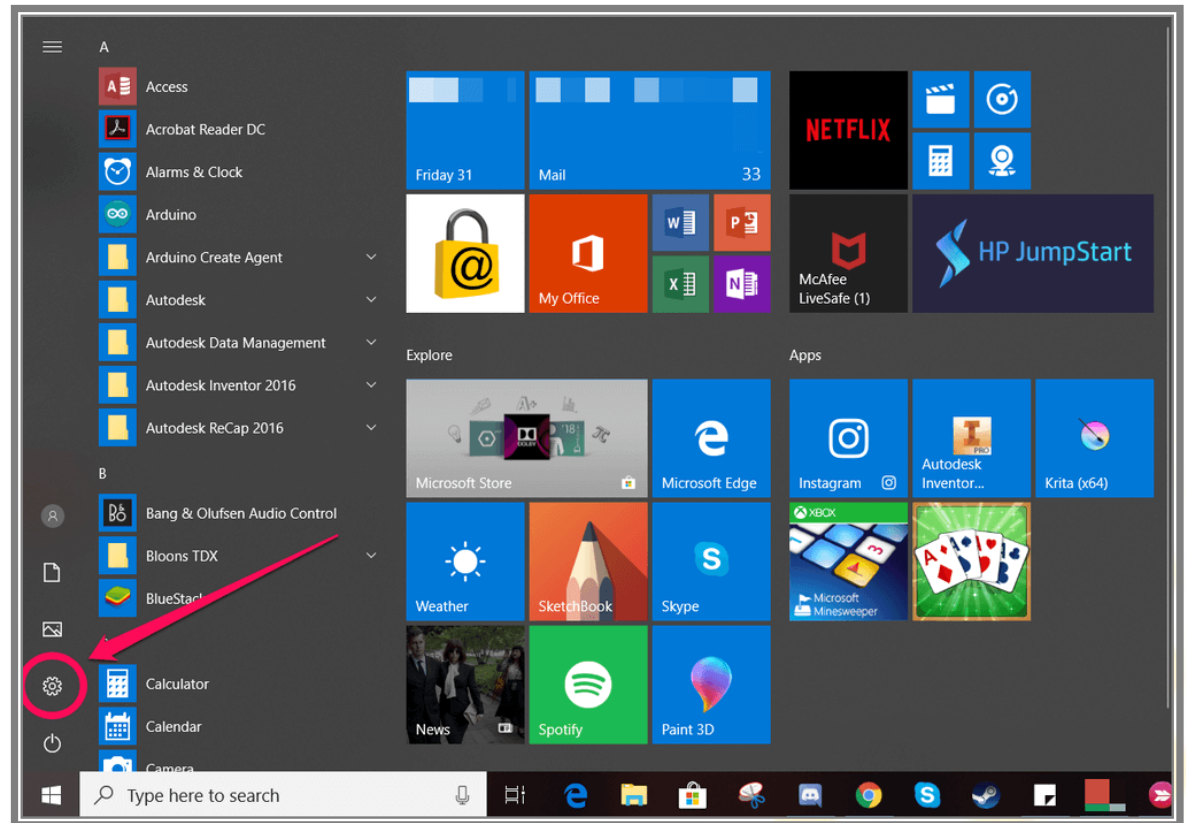 A
Access
Acrobat Reader DC
Alarms & Clock
Arduino
Arduino Create Agent
Autodesk
Autodesk Data Management
Autodesk Inventor 2016
Autodesk ReCap 2016
B
Bang & Olufsen Audio Control
Bloons TDX
BlueStac
Calculator
Calendar
Camera
Friday 31
Mail 33
My Office
NETFLIX
McAfee
LiveSafe (1)
HP JumpStart
Explore
Microsoft Store
Microsoft Edge
Weather
SketchBook
Skype
News
Spotify
Paint 3D
Apps
Instagram
Autodesk
Inventor...
Krita (x64)
XBOX
Microsoft
Minesweeper
Type here to search